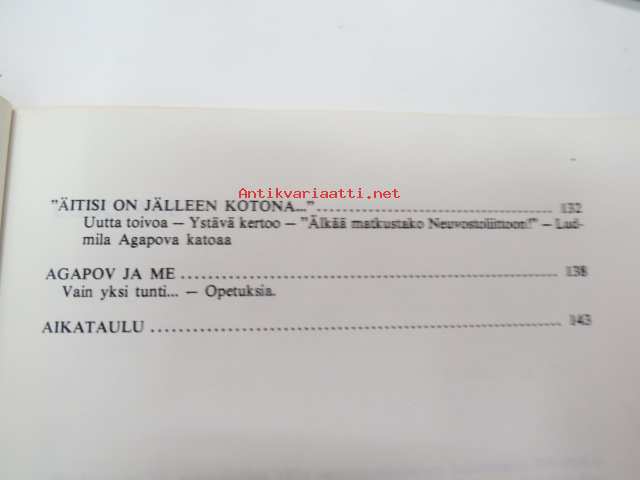 Antikvariaatti.net
"ÄITISI ON JÄLLEEN KOTONA..." 132
Uutta toivoa — Ystävä kertoo — "Älkää matkustako Neuvostoliittoon!" — Lud-
mila Agapova katoaa
AGAPOV JA ME 138
Vain yksi tunti... — Opetuksia.
AIKATAULU 143